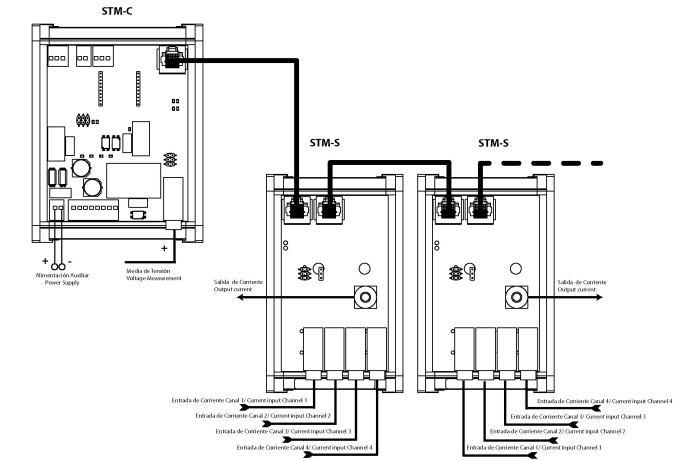 STM-C
STM-S
STM-S
+
-
+
Alimentación Auxiliar
Power Supply
Media de Tensión
Voltage Measurement
Salida de Corriente
Output current
Salida de Corriente
Output current
Entrada de Corriente Canal 1/ Current input Channel 1
Entrada de Corriente Canal 2/ Current input Channel 2
Entrada de Corriente Canal 3/ Current input Channel 3
Entrada de Corriente Canal 4/ Current input Channel 4
Entrada de Corriente Canal 4/ Current input Channel 4
Entrada de Corriente Canal 3/ Current input Channel 3
Entrada de Corriente Canal 2/ Current input Channel 2
Entrada de Corriente Canal 1/ Current input Channel 1